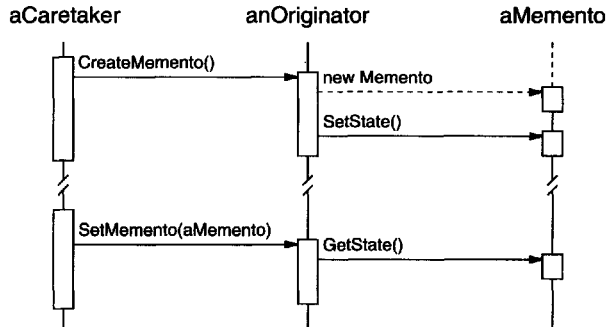 aCaretaker anOriginator aMemento
CreateMemento()
new Memento
SetState()
SetMemento(aMemento)
GetState()